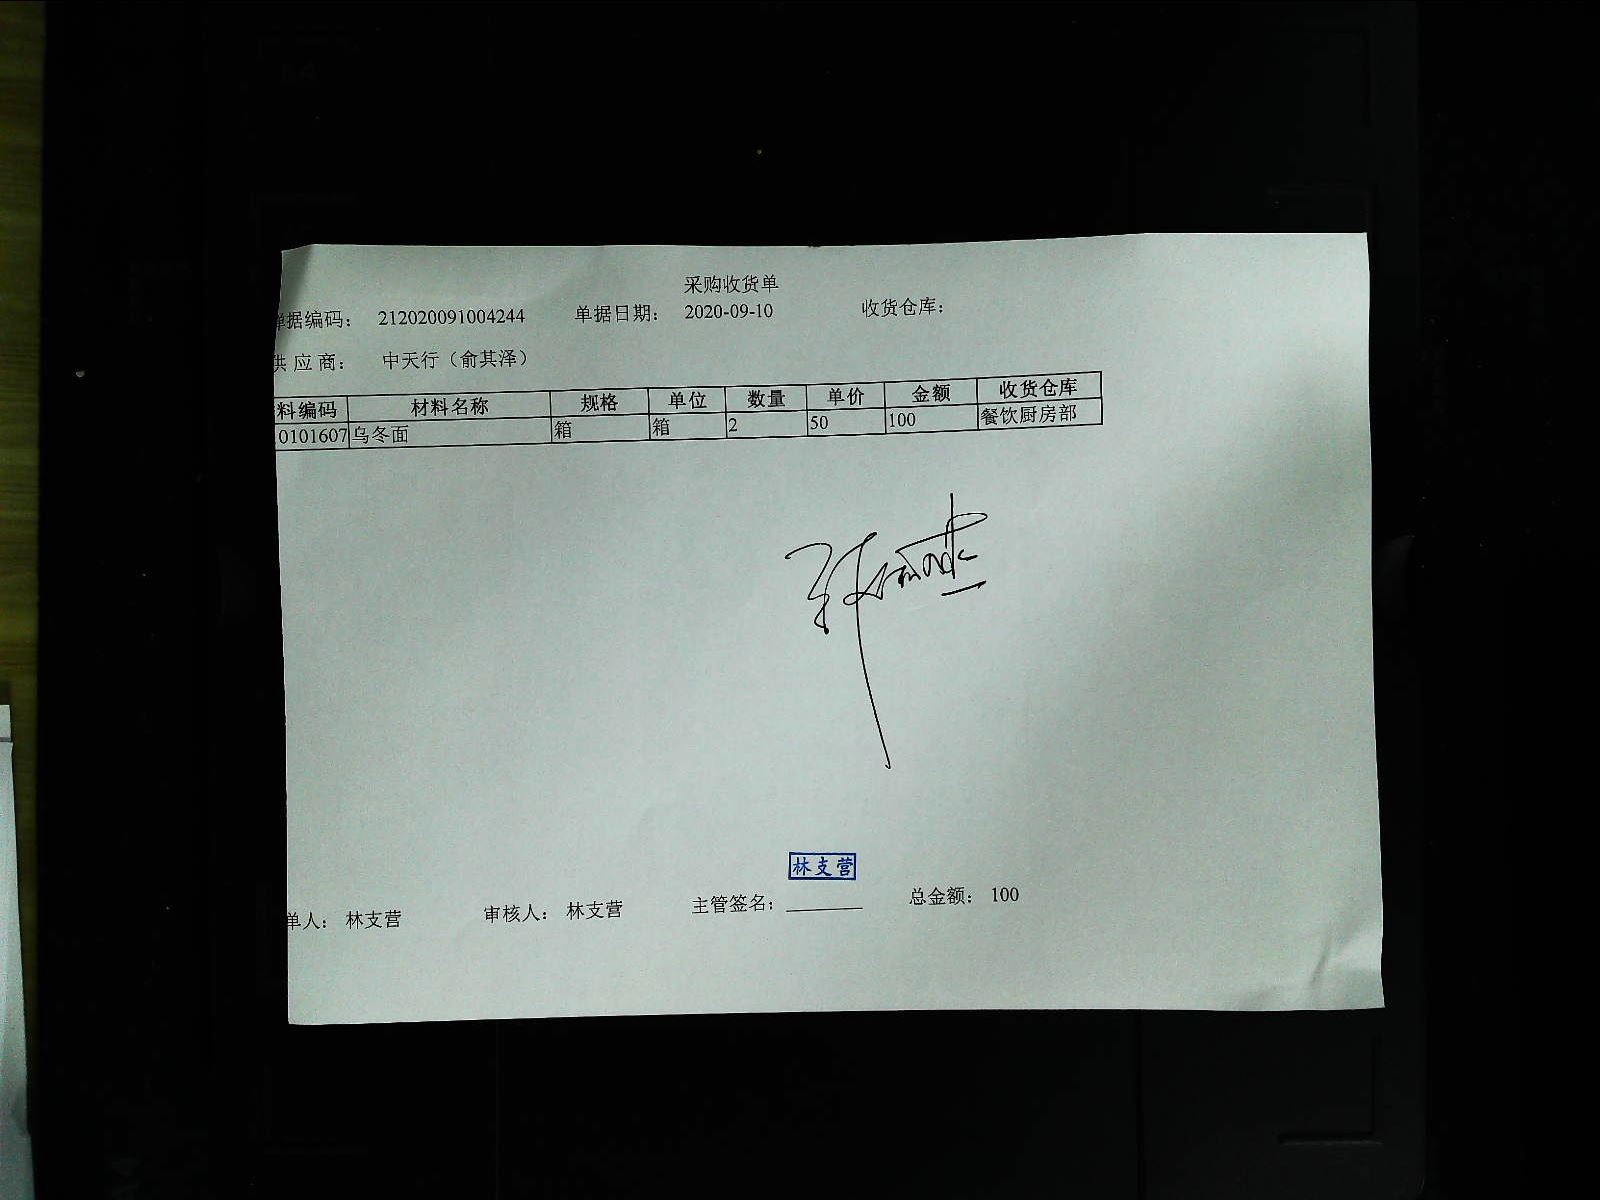 采购收货单
单据编码： 212020091004244 单据日期： 2020-09-10 收货仓库：
供 应 商： 中天行（俞其泽）
料编码 材料名称 规格 单位 数量 单价 金额 收货仓库
0101607 乌冬面 箱 箱 2 50 100 餐饮厨房部
林支营
单人： 林支营 审核人： 林支营 主管签名： 总金额： 100